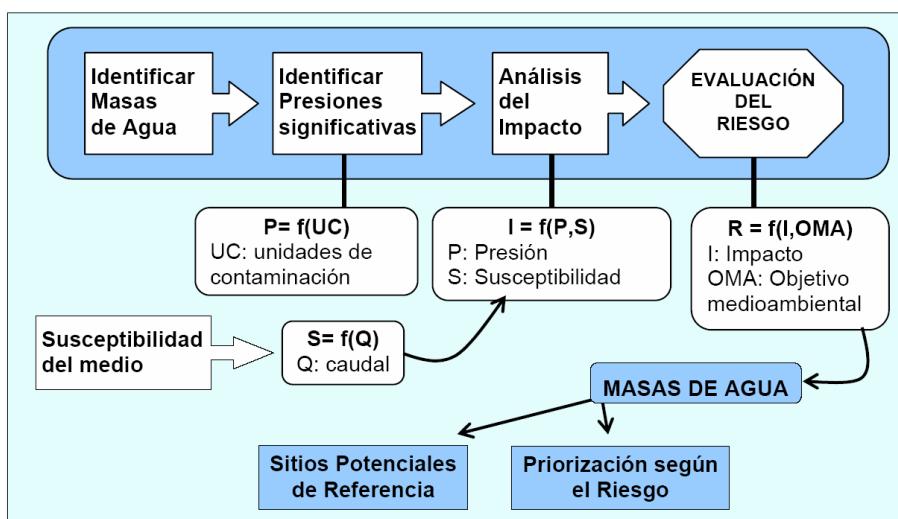 Identificar
Masas
de Agua
Identificar
Presiones
significativas
Análisis
del
Impacto
EVALUACIÓN
DEL
RIESGO
P= f(UC)
UC: unidades de
contaminación
I = f(P,S)
P: Presión
S: Susceptibilidad
R = f(I,OMA)
I: Impacto
OMA: Objetivo
medioambiental
Susceptibilidad
del medio
S= f(Q)
Q: caudal
MASAS DE AGUA
Sitios Potenciales
de Referencia
Priorización según
el Riesgo